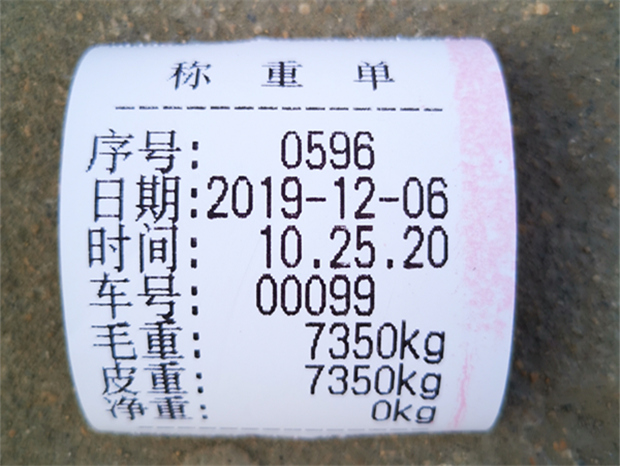 称重单
序号: 0596
日期:2019-12-06
时间: 10.25.20
车号: 00099
毛重: 7350kg
皮重: 7350kg
净重: 0kg